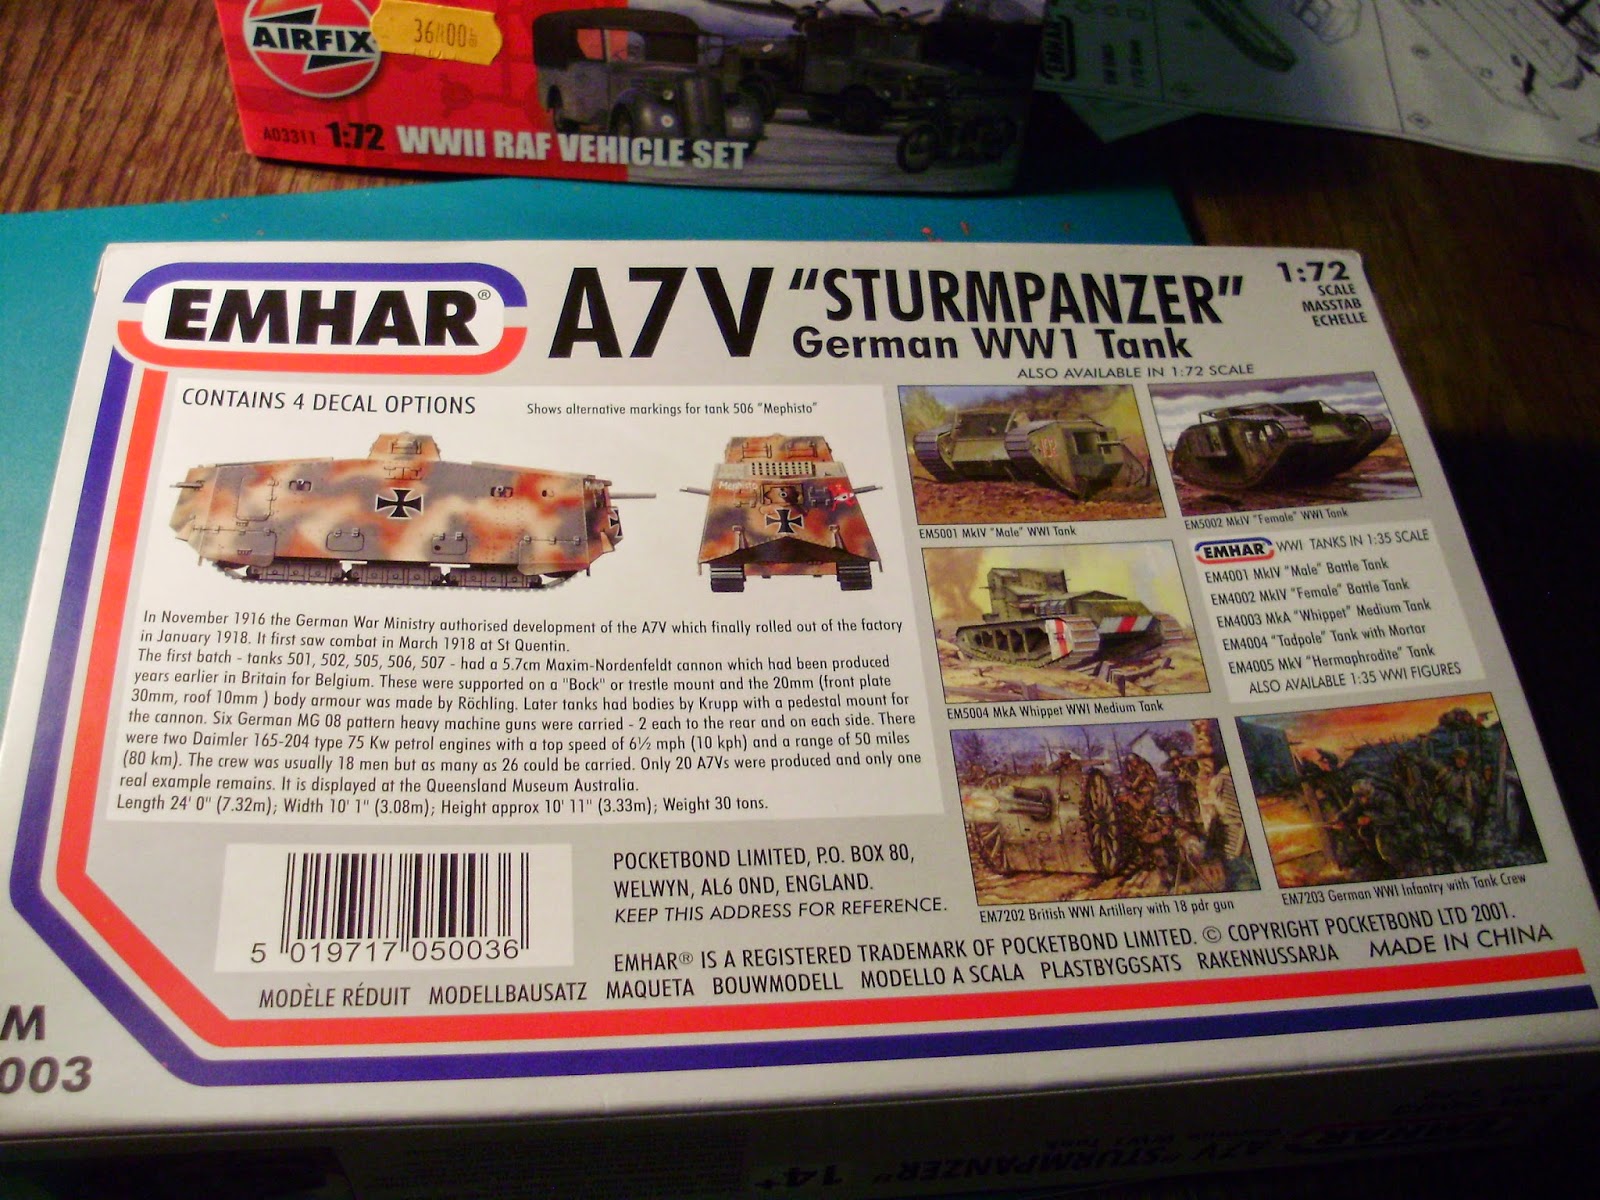 AIRFIX
36.00
A03311 1:72 WWII RAF VEHICLE SET
EMHAR
EMHAR®
A7V "STURMPANZER"
German WW1 Tank
1:72
SCALE
MASSTAB
ECHELLE
ALSO AVAILABLE IN 1:72 SCALE
CONTAINS 4 DECAL OPTIONS
Shows alternative markings for tank 506 "Mephisto"
Mephisto
In November 1916 the German War Ministry authorised development of the A7V which finally rolled out of the factory
in January 1918. It first saw combat in March 1918 at St Quentin.
The first batch - tanks 501, 502, 505, 506, 507 - had a 5.7cm Maxim-Nordenfeldt cannon which had been produced
years earlier in Britain for Belgium. These were supported on a "Bock" or trestle mount and the 20mm (front plate
30mm, roof 10mm ) body armour was made by Röchling. Later tanks had bodies by Krupp with a pedestal mount for
the cannon. Six German MG 08 pattern heavy machine guns were carried - 2 each to the rear and on each side. There
were two Daimler 165-204 type 75 Kw petrol engines with a top speed of 6½ mph (10 kph) and a range of 50 miles
(80 km). The crew was usually 18 men but as many as 26 could be carried. Only 20 A7Vs were produced and only one
real example remains. It is displayed at the Queensland Museum Australia.
Length 24' 0" (7.32m); Width 10' 1" (3.08m); Height approx 10' 11" (3.33m); Weight 30 tons.
EM5001 MkIV "Male" WWI Tank
EM5002 MkIV "Female" WWI Tank
EMHAR WWI TANKS IN 1:35 SCALE
EM4001 MkIV "Male" Battle Tank
EM4002 MkIV "Female" Battle Tank
EM4003 MkA "Whippet" Medium Tank
EM4004 "Tadpole" Tank with Mortar
EM4005 MkV "Hermaphrodite" Tank
ALSO AVAILABLE 1:35 WWI FIGURES
EM5004 MkA Whippet WWI Medium Tank
EM7202 British WWI Artillery with 18 pdr gun
EM7203 German WWI Infantry with Tank Crew
5 019717 050036
POCKETBOND LIMITED, P.O. BOX 80,
WELWYN, AL6 0ND, ENGLAND.
KEEP THIS ADDRESS FOR REFERENCE.
EMHAR® IS A REGISTERED TRADEMARK OF POCKETBOND LIMITED. © COPYRIGHT POCKETBOND LTD 2001.
MODÈLE RÉDUIT MODELLBAUSATZ MAQUETA BOUWMODELL MODELLO A SCALA PLASTBYGGSATS RAKENNUSSARJA MADE IN CHINA
M
003
EMHAR A7V "STURMPANZER" 14+